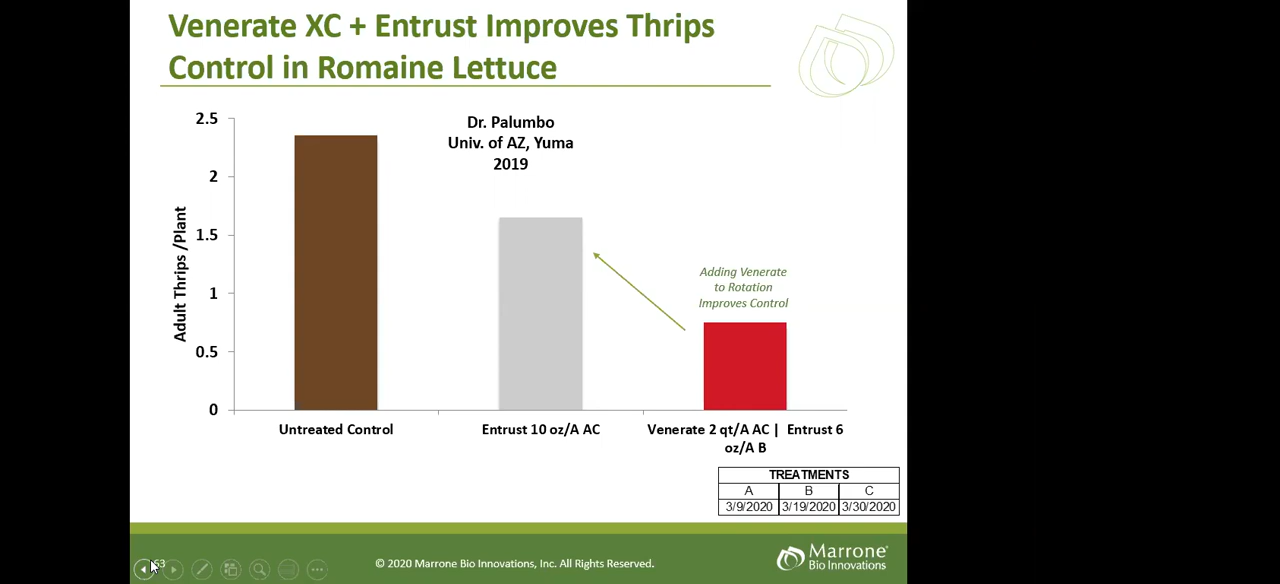 Venerate XC + Entrust Improves Thrips
Control in Romaine Lettuce
Dr. Palumbo
Univ. of AZ, Yuma
2019
2.5
2
1.5
1
0.5
0
Adult Thrips /Plant
Adding Venerate
to Rotation
Improves Control
Untreated Control
Entrust 10 oz/A AC
Venerate 2 qt/A AC | Entrust 6
oz/A B
TREATMENTS
A B C
3/9/2020 3/19/2020 3/30/2020
© 2020 Marrone Bio Innovations, Inc. All Rights Reserved.
Marrone®
Bio Innovations